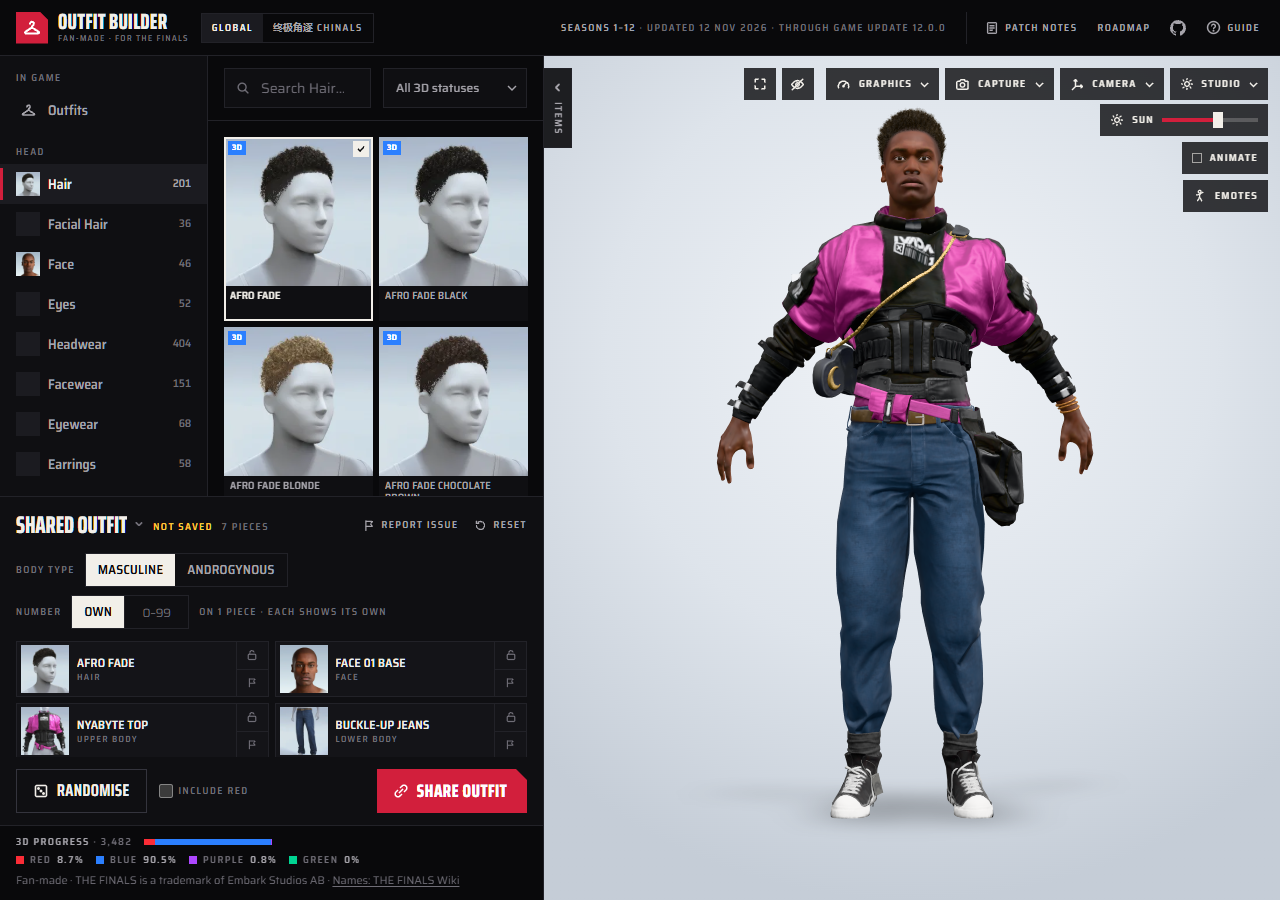 OUTFIT BUILDER
FAN-MADE · FOR THE FINALS
GLOBAL
终极角逐 CHINALS
SEASONS 1–12 · UPDATED 12 NOV 2026 · THROUGH GAME UPDATE 12.0.0
PATCH NOTES
ROADMAP
GUIDE
IN GAME
Outfits
HEAD
Hair 201
Facial Hair 36
Face 46
Eyes 52
Headwear 404
Facewear 151
Eyewear 68
Earrings 58
Search Hair...
All 3D statuses
3D
AFRO FADE
3D
AFRO FADE BLACK
3D
AFRO FADE BLONDE
3D
AFRO FADE CHOCOLATE
BROWN
ITEMS
GRAPHICS
CAPTURE
CAMERA
STUDIO
SUN
ANIMATE
EMOTES
SHARED OUTFIT
NOT SAVED
7 PIECES
REPORT ISSUE
RESET
BODY TYPE
MASCULINE
ANDROGYNOUS
NUMBER
OWN
0–99
ON 1 PIECE · EACH SHOWS ITS OWN
AFRO FADE
HAIR
FACE 01 BASE
FACE
NYABYTE TOP
UPPER BODY
BUCKLE-UP JEANS
LOWER BODY
RANDOMISE
INCLUDE RED
SHARE OUTFIT
3D PROGRESS · 3,482
RED 8.7%
BLUE 90.5%
PURPLE 0.8%
GREEN 0%
Fan-made · THE FINALS is a trademark of Embark Studios AB · Names: THE FINALS Wiki